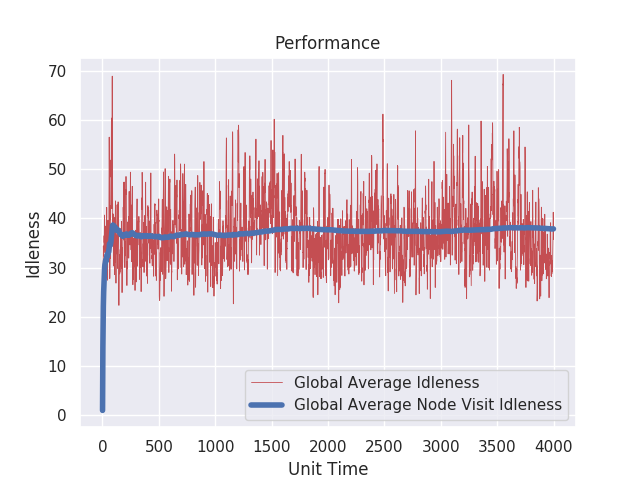 Performance
70
60
50
40
30
20
10
0
Idleness
Global Average Idleness
Global Average Node Visit Idleness
0 500 1000 1500 2000 2500 3000 3500 4000
Unit Time